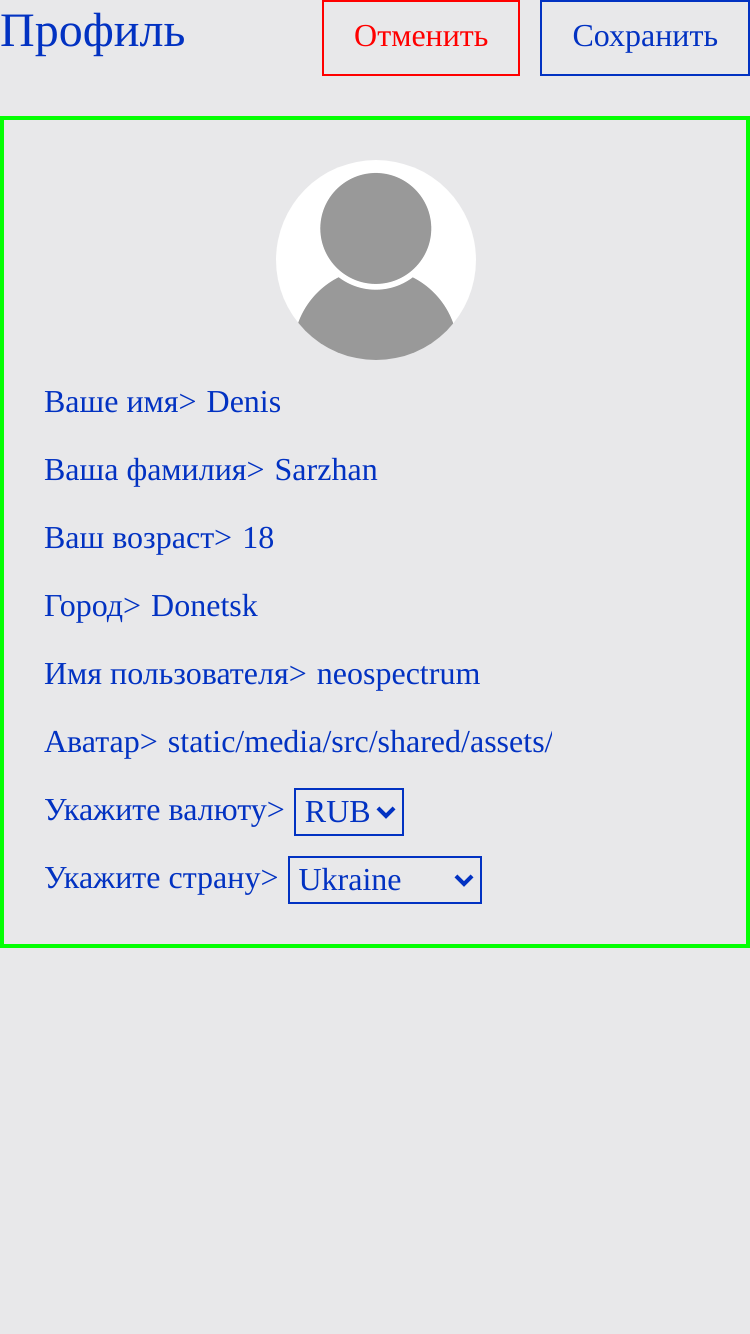 Профиль
Отменить
Сохранить
Ваше имя> Denis
Ваша фамилия> Sarzhan
Ваш возраст> 18
Город> Donetsk
Имя пользователя> neospectrum
Аватар> static/media/src/shared/assets/
Укажите валюту> RUB
Укажите страну> Ukraine